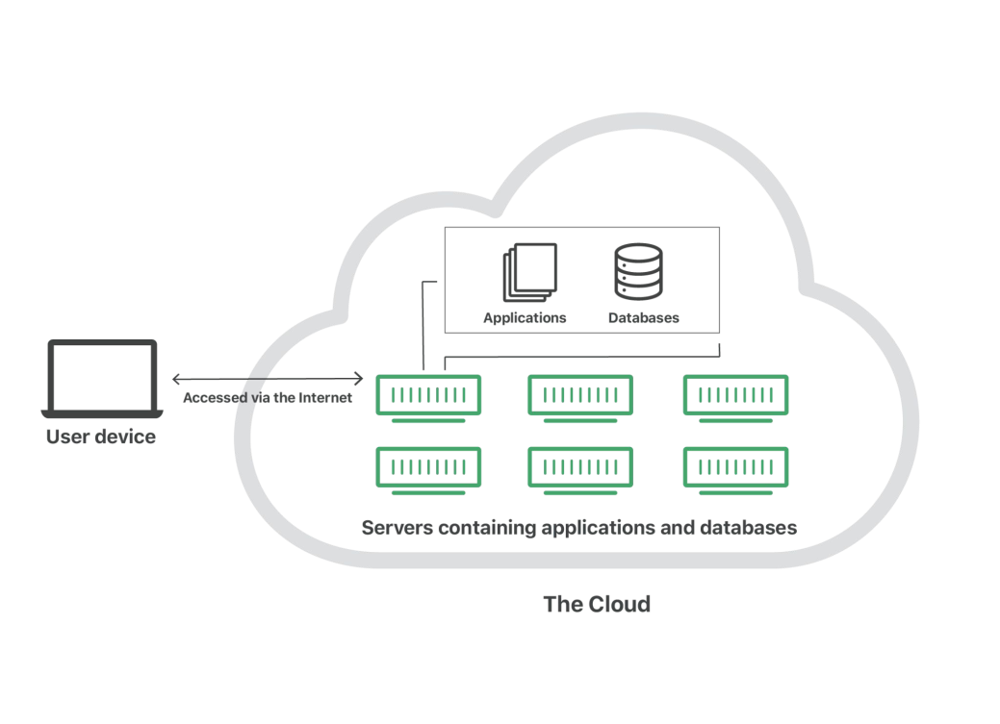 Applications
Databases
Accessed via the Internet
User device
Servers containing applications and databases
The Cloud